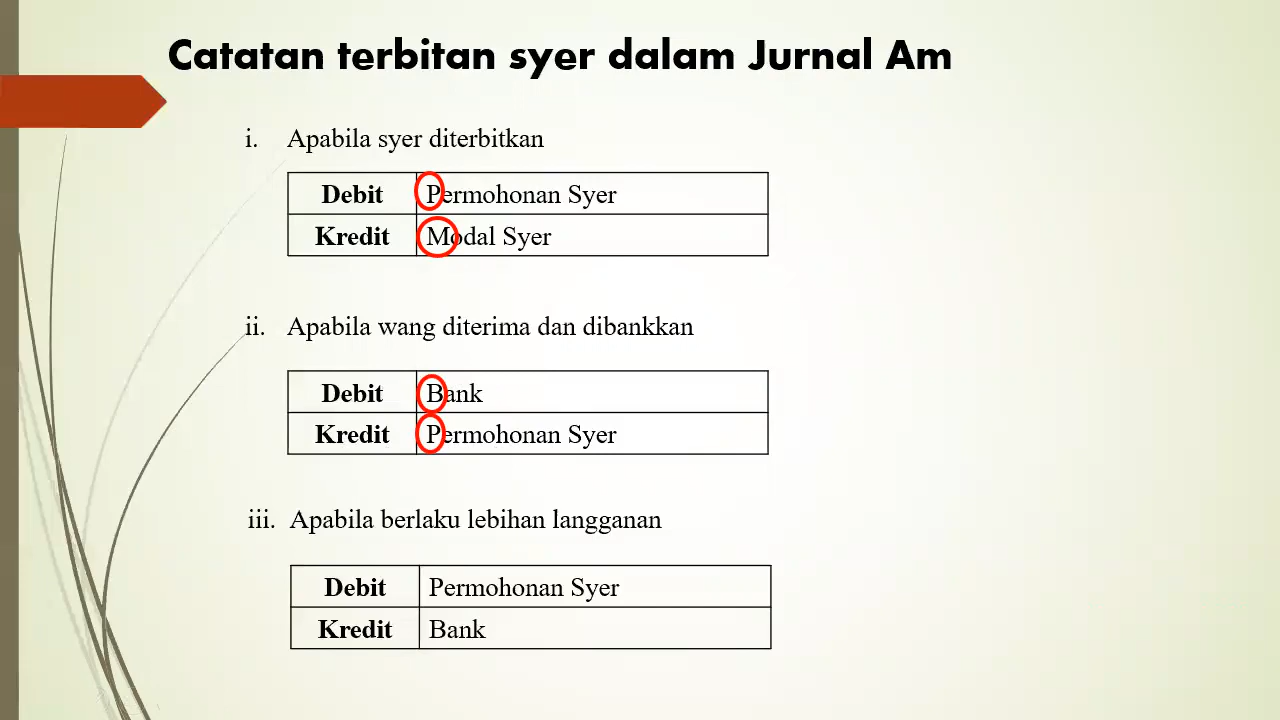 Catatan terbitan syer dalam Jurnal Am
i. Apabila syer diterbitkan
Debit Permohonan Syer
Kredit Modal Syer
ii. Apabila wang diterima dan dibankkan
Debit Bank
Kredit Permohonan Syer
iii. Apabila berlaku lebihan langganan
Debit Permohonan Syer
Kredit Bank